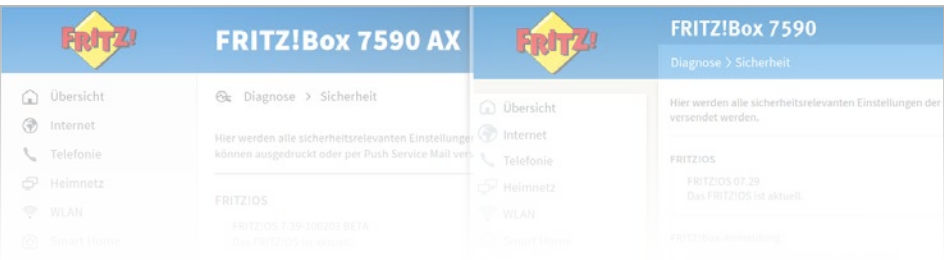 FRITZ!
FRITZ!Box 7590 AX
Übersicht
Internet
Telefonie
Heimnetz
WLAN
Smart Home
Diagnose > Sicherheit
Hier werden alle sicherheitsrelevanten Einstellungen
können ausgedruckt oder per Push Service Mail vers
FRITZ!OS
FRITZ!OS 7.39-100203 BETA
Das FRITZ!OS ist aktuell.
FRITZ!
FRITZ!Box 7590
Diagnose > Sicherheit
Übersicht
Internet
Telefonie
Heimnetz
WLAN
Smart Home
Hier werden alle sicherheitsrelevanten Einstellungen der
versendet werden.
FRITZ!OS
FRITZ!OS 07.29
Das FRITZ!OS ist aktuell.
FRITZ!Box-Anmeldung